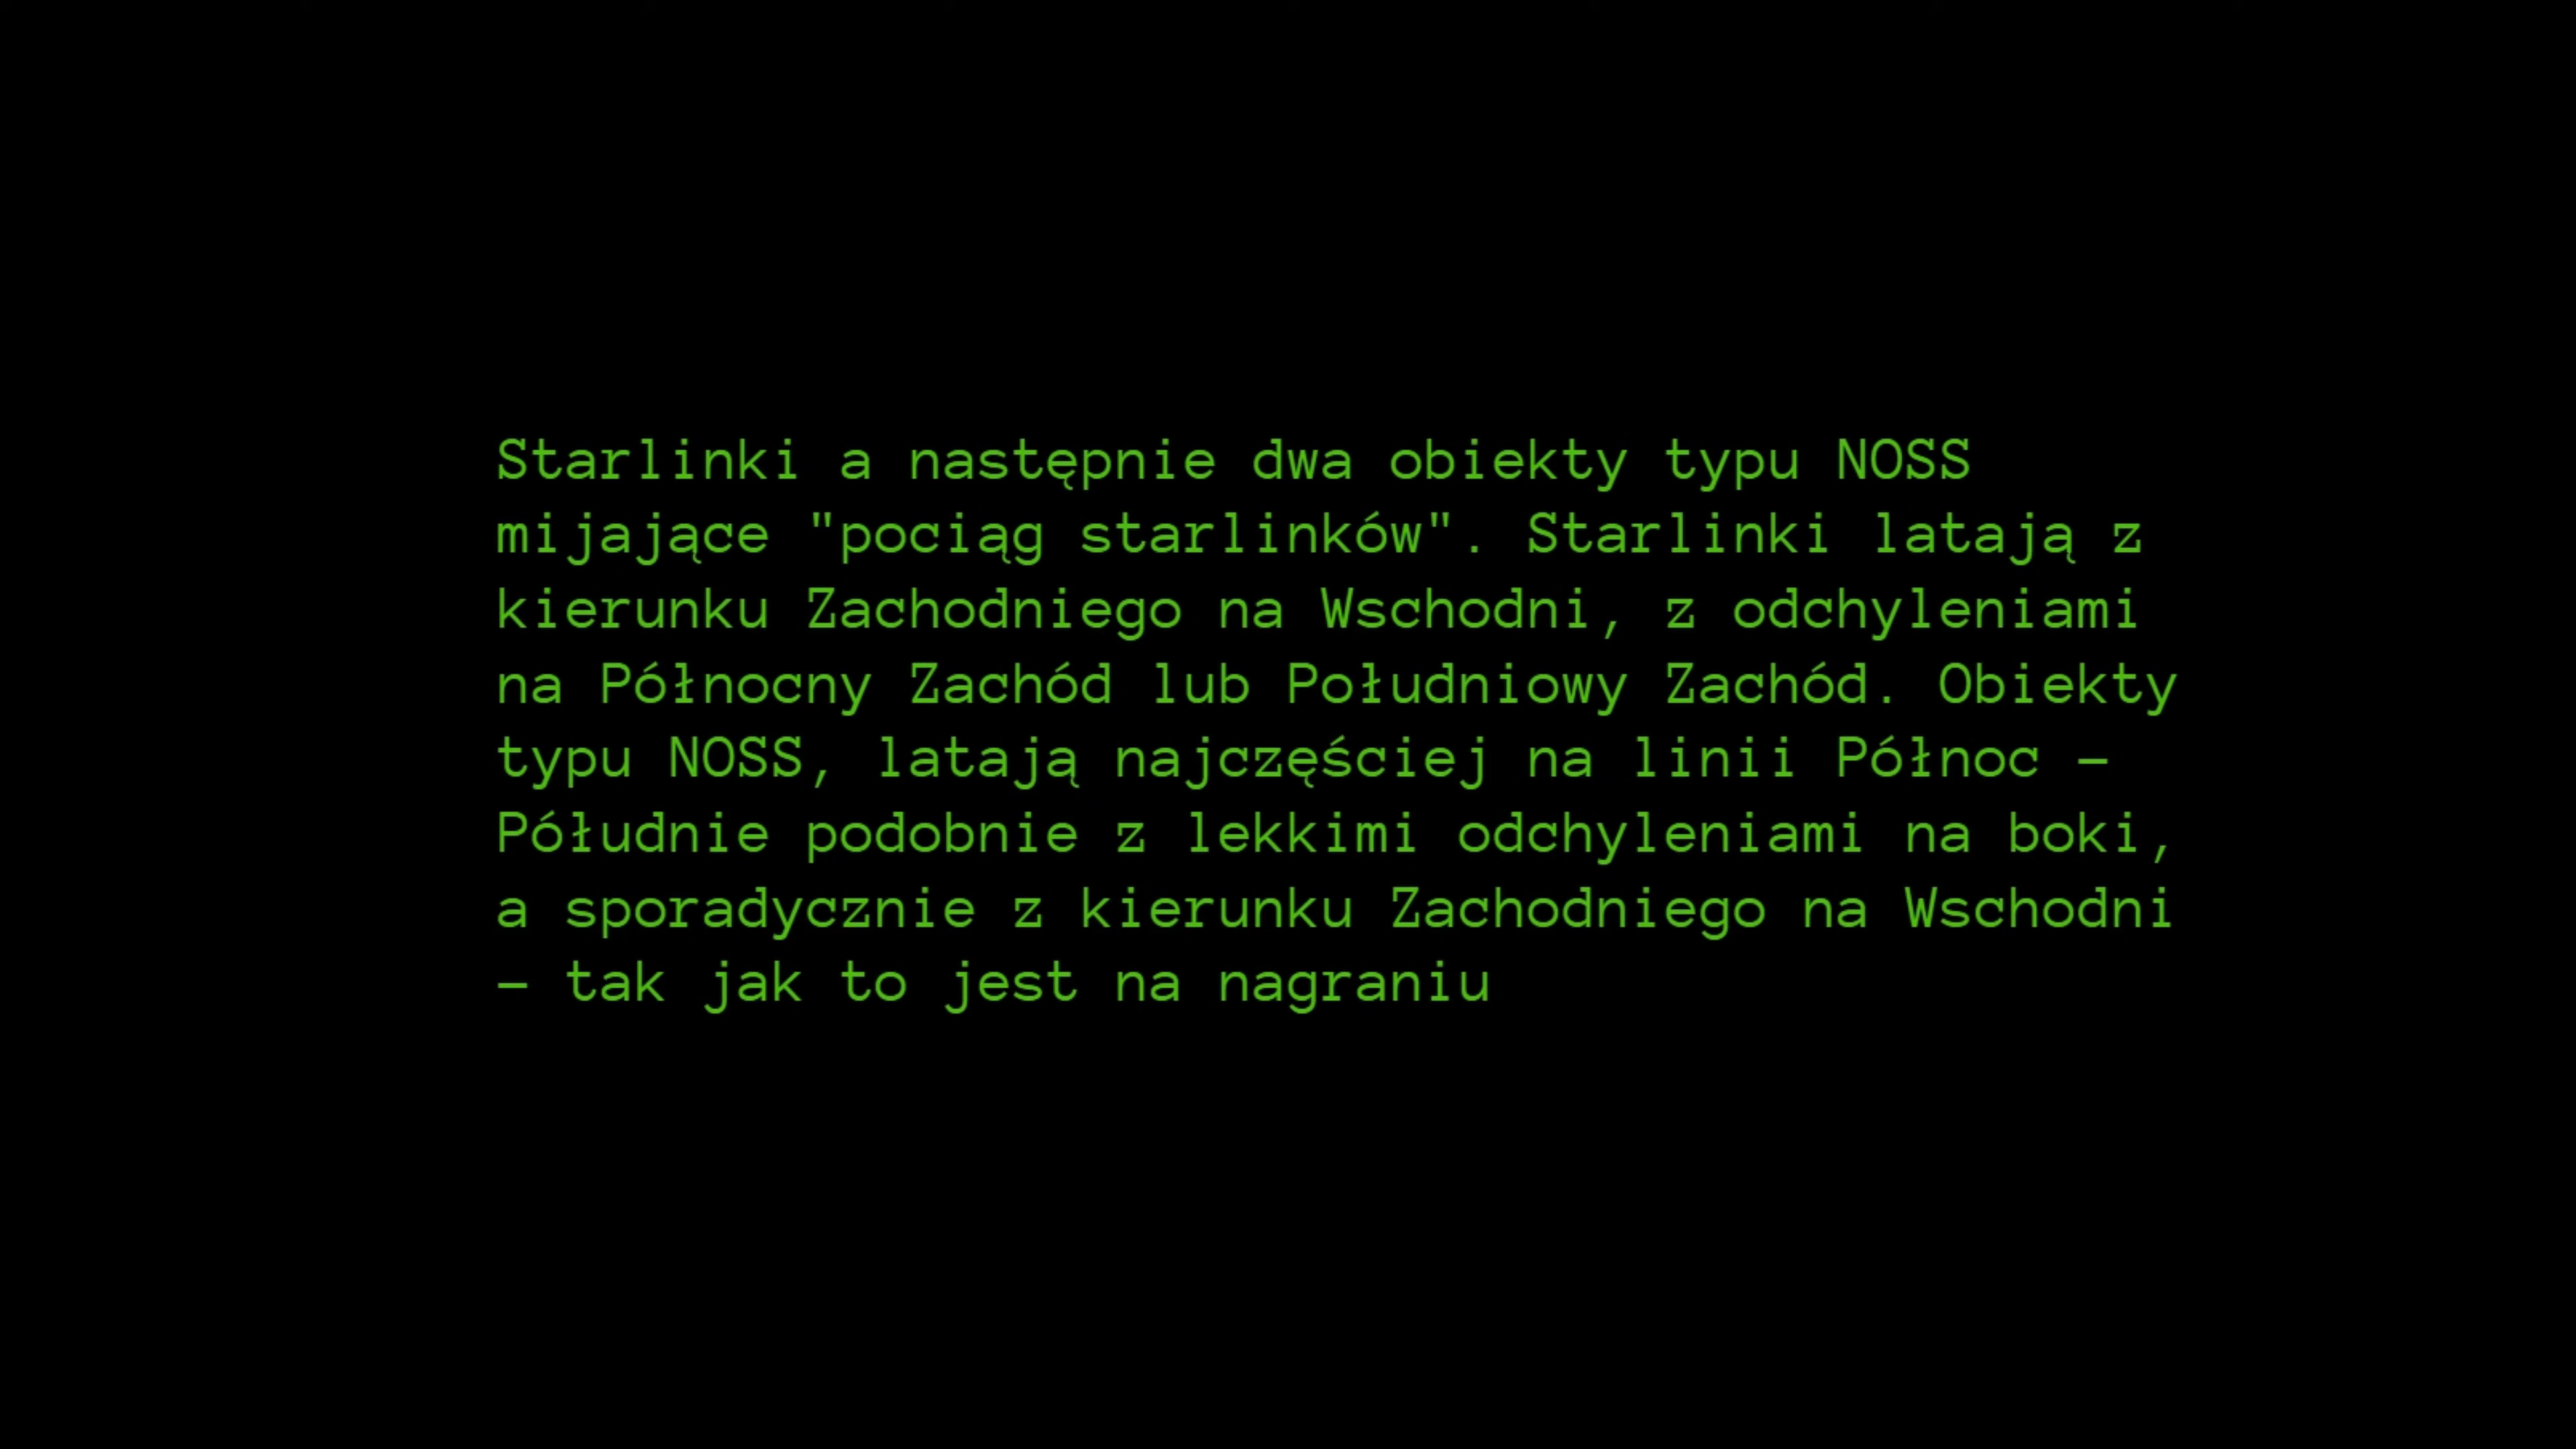 Starlinki a następnie dwa obiekty typu NOSS
mijające "pociąg starlinków". Starlinki latają z
kierunku Zachodniego na Wschodni, z odchyleniami
na Północny Zachód lub Południowy Zachód. Obiekty
typu NOSS, latają najczęściej na linii Północ –
Półudnie podobnie z lekkimi odchyleniami na boki,
a sporadycznie z kierunku Zachodniego na Wschodni
– tak jak to jest na nagraniu